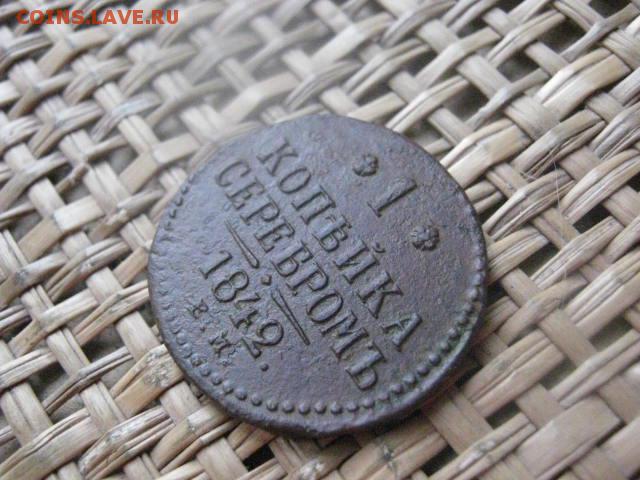 COINS.LAVE.RU
* 1 *
КОПѢЙКА
СЕРЕБРОМЪ
1842.
Е.М.